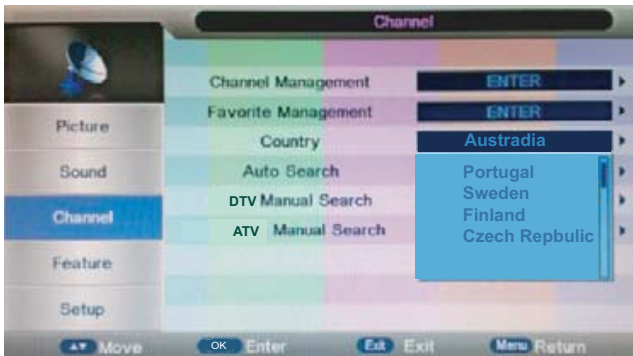 Channel
Channel Management ENTER
Favorite Management ENTER
Picture
Country Austradia
Sound
Auto Search
Portugal
Sweden
DTV Manual Search
Finland
Channel
ATV Manual Search
Czech Repbulic
Feature
Setup
Move OK Enter Exit Exit Menu Return